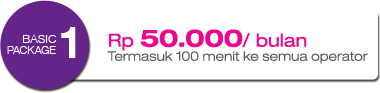 BASIC
PACKAGE 1
Rp 50.000/ bulan
Termasuk 100 menit ke semua operator